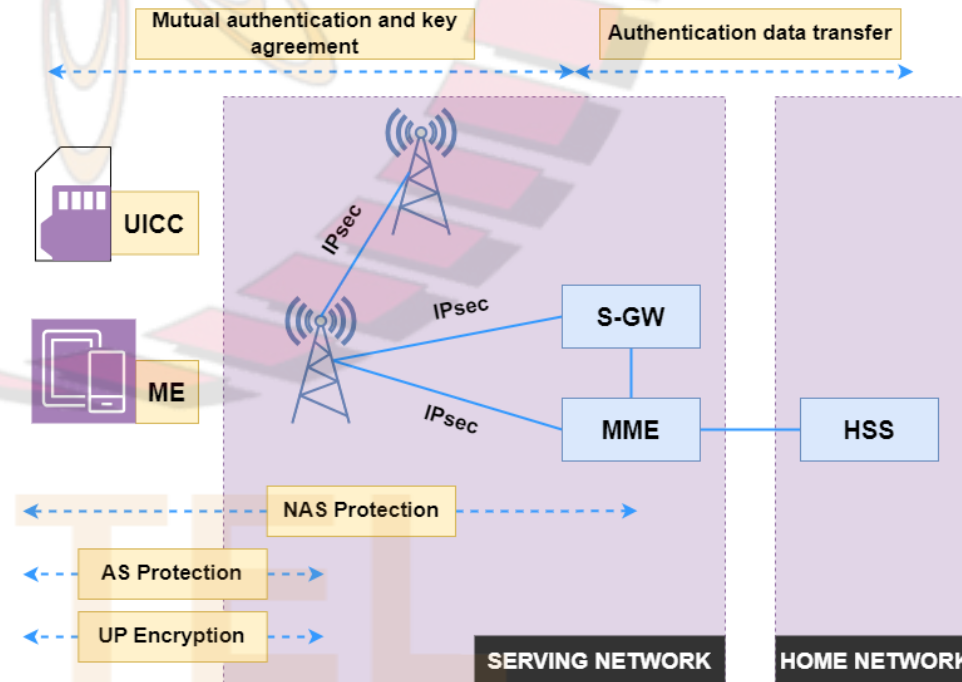 Mutual authentication and key
agreement
Authentication data transfer
UICC
IPsec
IPsec
S-GW
ME
IPsec
MME
HSS
NAS Protection
AS Protection
UP Encryption
SERVING NETWORK
HOME NETWORK
TEL